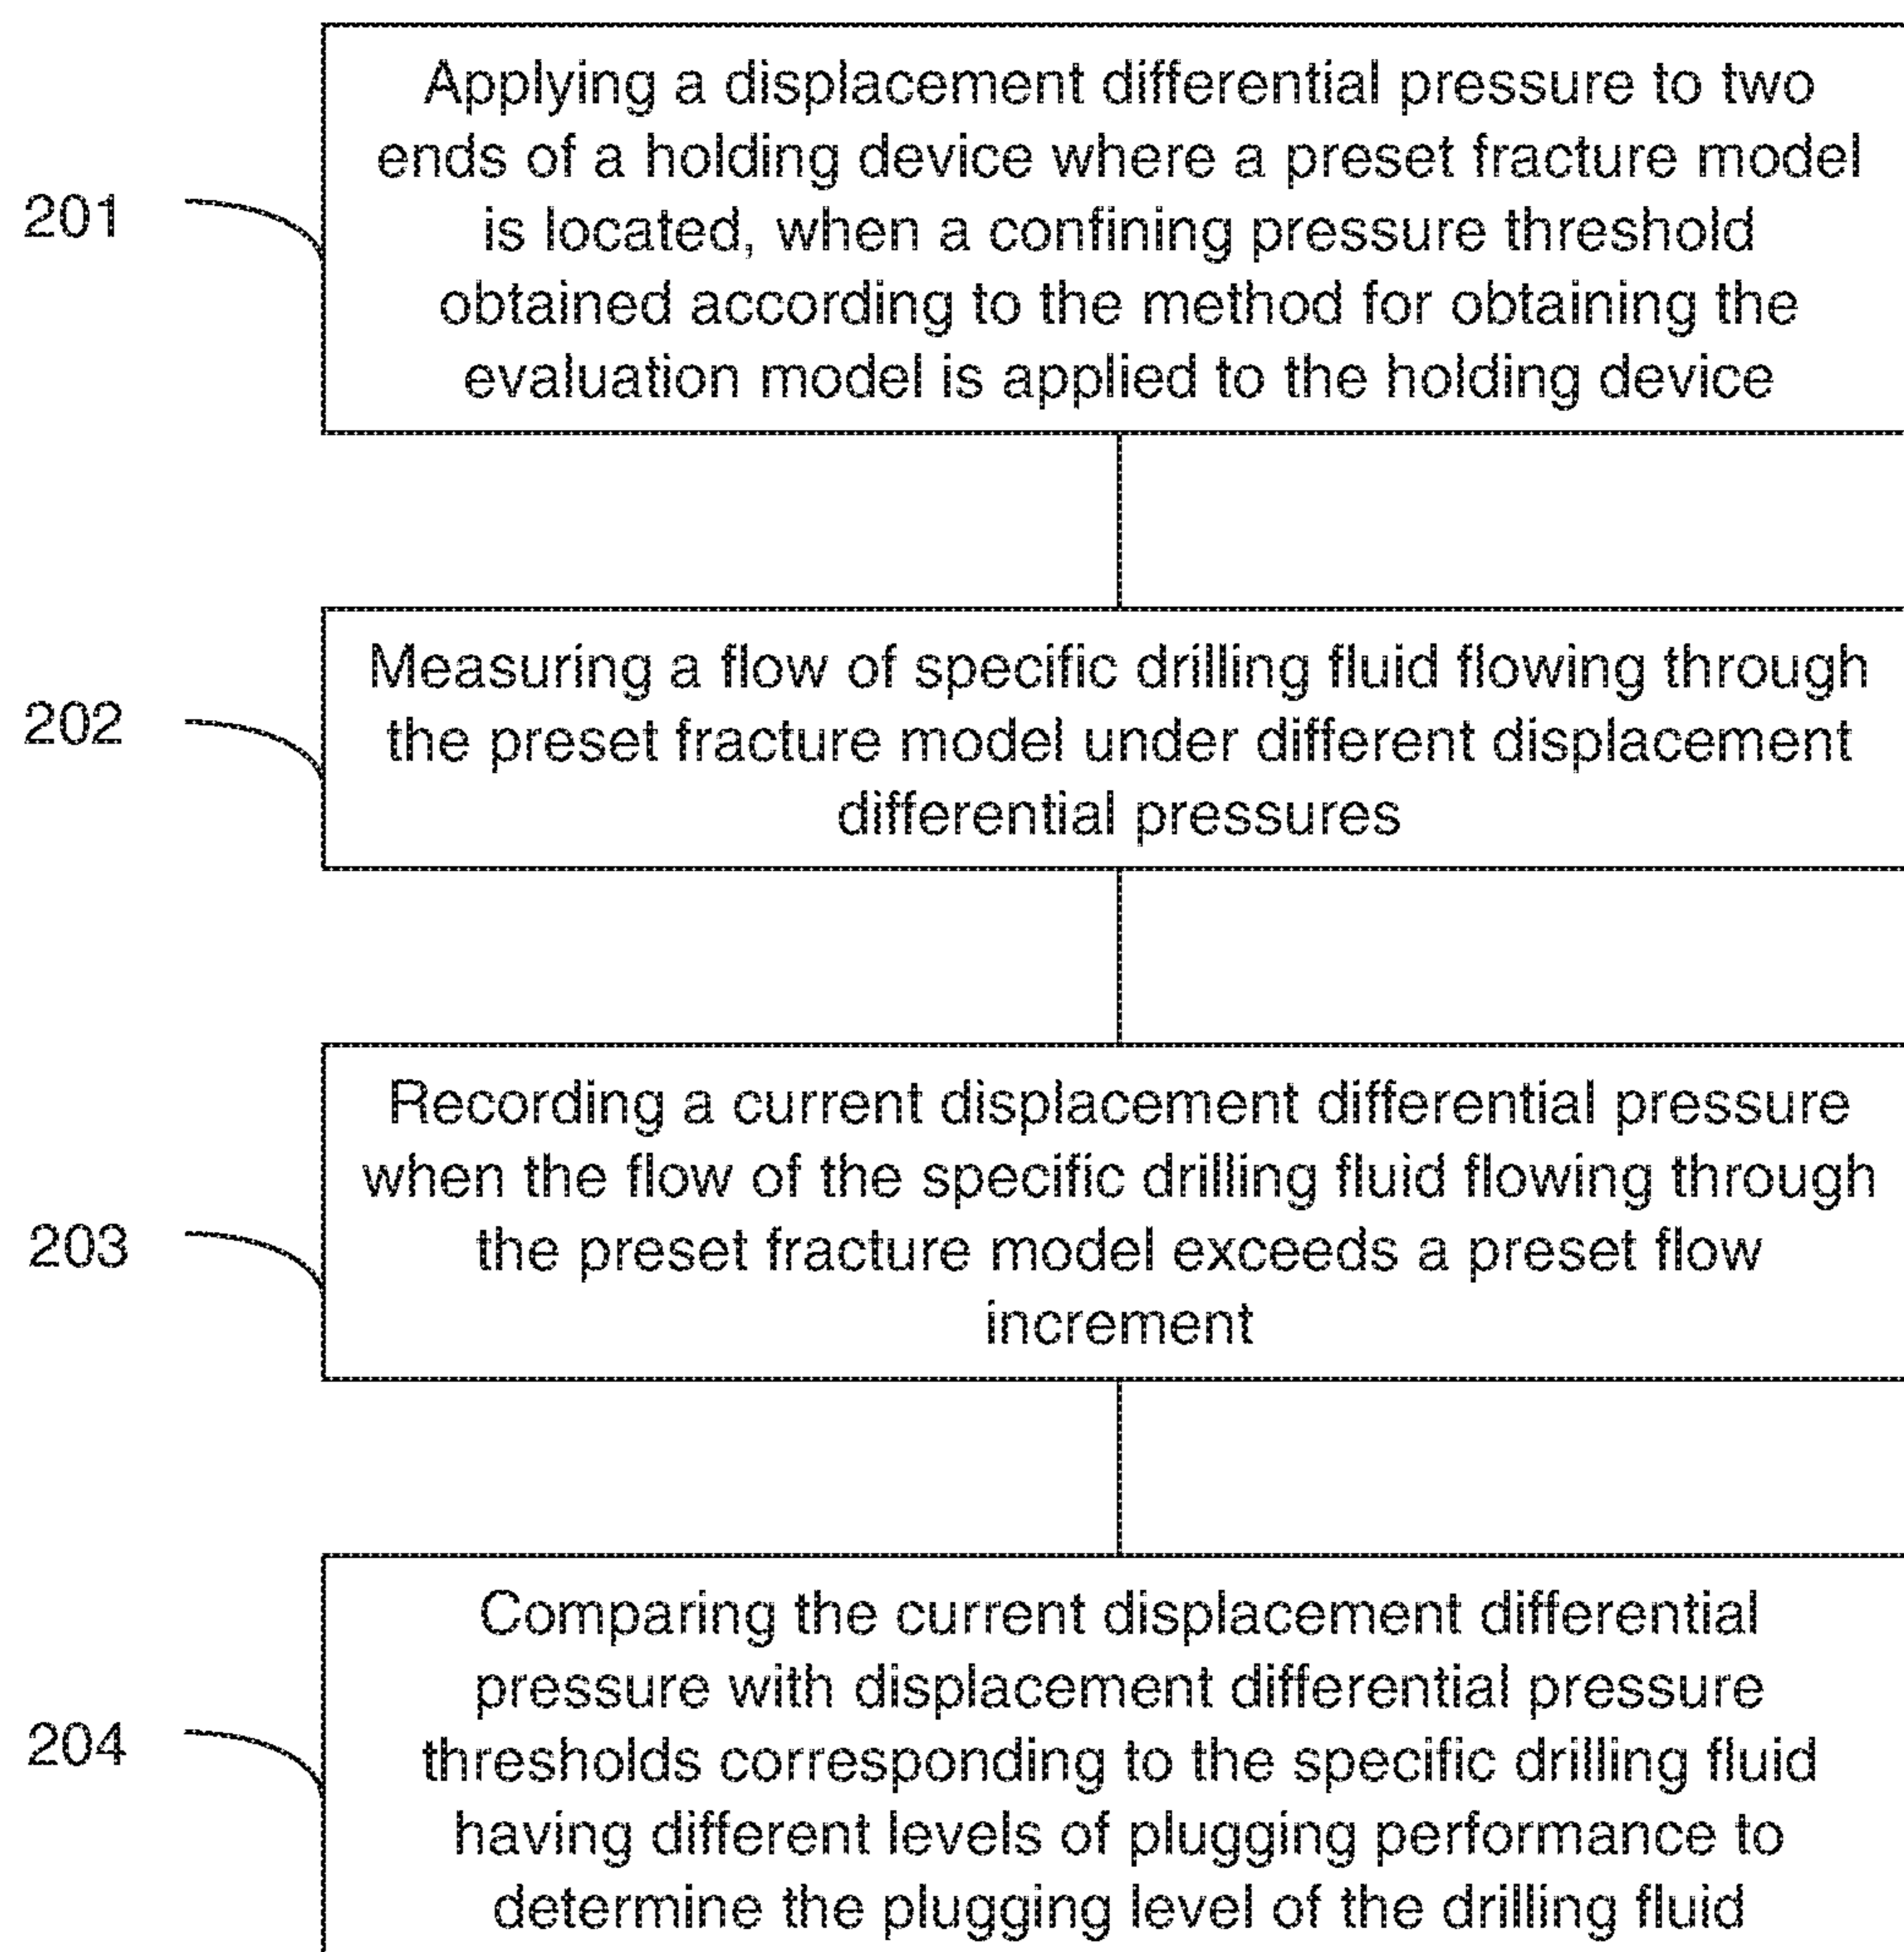 Applying a displacement differential pressure to two
ends of a holding device where a preset fracture model
201
is located, when a confining pressure threshold
obtained according to the method for obtaining the
evaluation model is applied to the holding device
Measuring a flow of specific drilling fluid flowing through
202
the preset fracture model under different displacement
differential pressures
Recording a current displacement differential pressure
when the flow of the specific drilling fluid flowing through
203
the preset fracture model exceeds a preset flow
increment
Comparing the current displacement differential
pressure with displacement differential pressure
204
thresholds corresponding to the specific drilling fluid
having different levels of plugging performance to
determine the plugging level of the drilling fluid